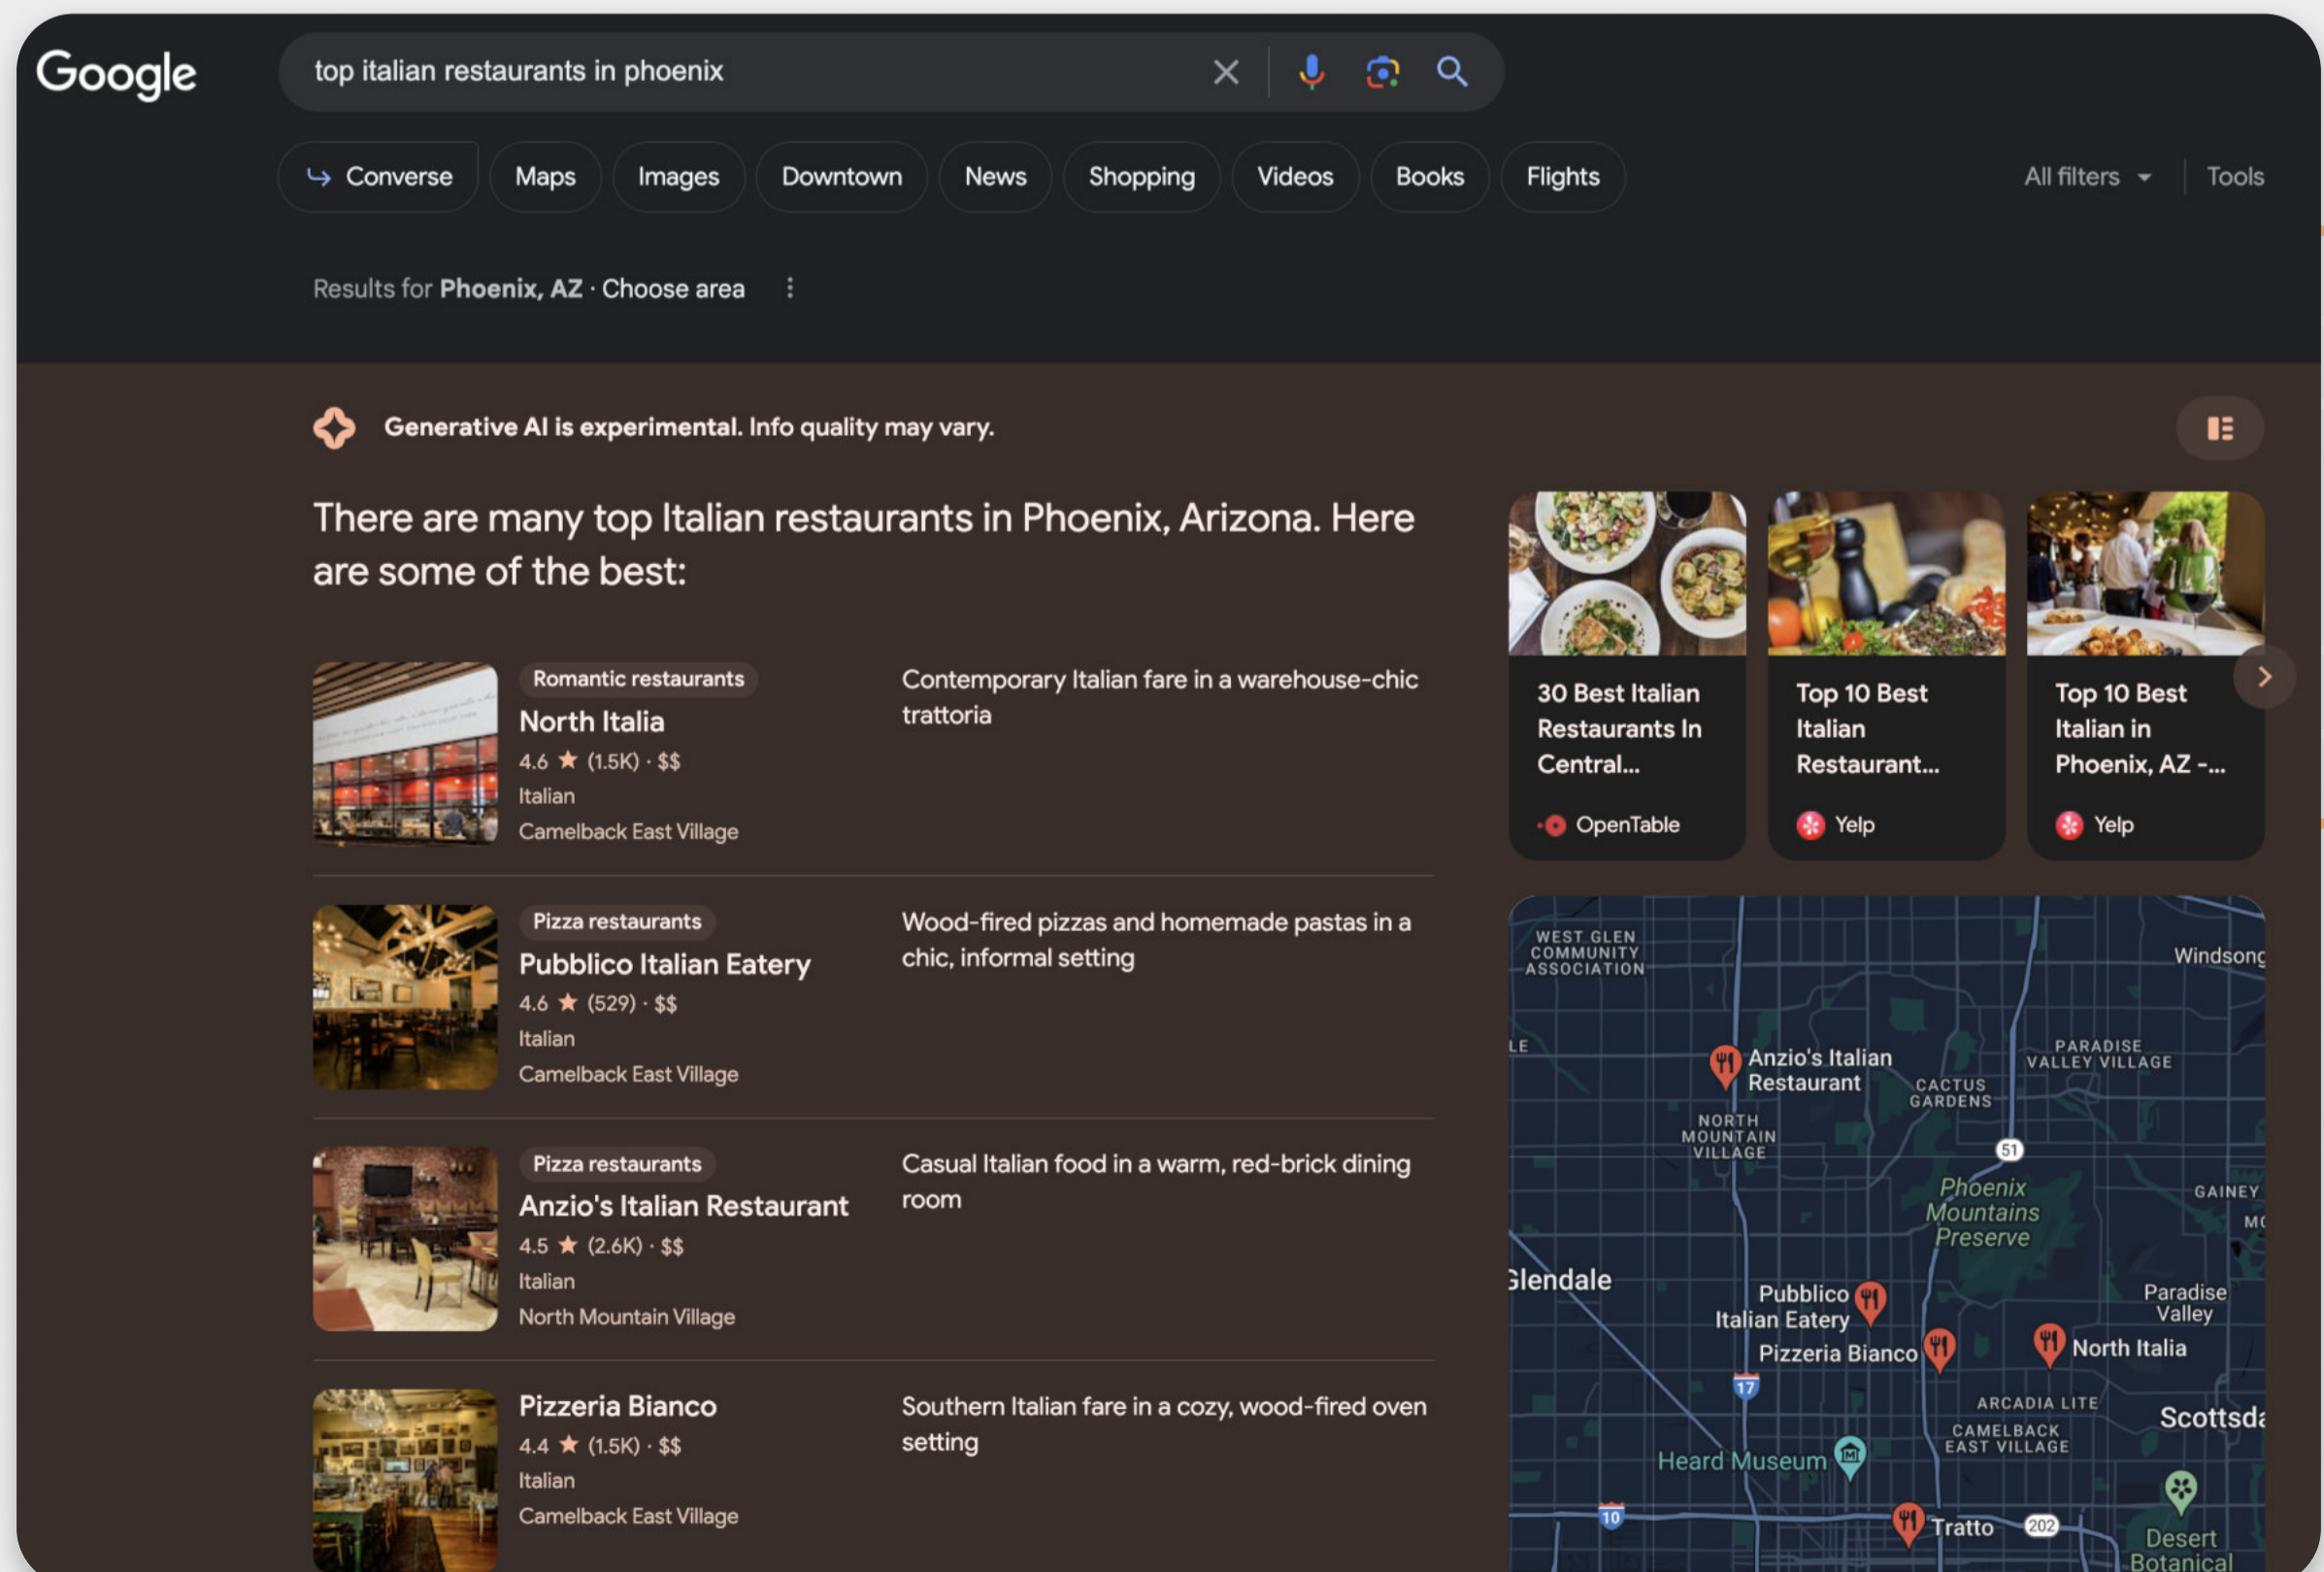 Google
top italian restaurants in phoenix
Converse
Maps
Images
Downtown
News
Shopping
Videos
Books
Flights
All filters
Tools
Results for Phoenix, AZ · Choose area
Generative AI is experimental. Info quality may vary.
There are many top Italian restaurants in Phoenix, Arizona. Here
are some of the best:
Romantic restaurants
North Italia
4.6 ★ (1.5K) · $$
Italian
Camelback East Village
Contemporary Italian fare in a warehouse-chic
trattoria
Pizza restaurants
Pubblico Italian Eatery
4.6 ★ (529) · $$
Italian
Camelback East Village
Wood-fired pizzas and homemade pastas in a
chic, informal setting
Pizza restaurants
Anzio's Italian Restaurant
4.5 ★ (2.6K) · $$
Italian
North Mountain Village
Casual Italian food in a warm, red-brick dining
room
Pizzeria Bianco
4.4 ★ (1.5K) · $$
Italian
Camelback East Village
Southern Italian fare in a cozy, wood-fired oven
setting
30 Best Italian
Restaurants In
Central...
OpenTable
Top 10 Best
Italian
Restaurant...
Yelp
Top 10 Best
Italian in
Phoenix, AZ -...
Yelp
WEST GLEN
COMMUNITY
ASSOCIATION
Windsong
LE
PARADISE
VALLEY VILLAGE
Anzio's Italian
Restaurant
CACTUS
GARDENS
NORTH
MOUNTAIN
VILLAGE
51
Phoenix
Mountains
Preserve
GAINEY
MC
Glendale
Paradise
Valley
Pubblico
Italian Eatery
Pizzeria Bianco
North Italia
17
ARCADIA LITE
Scottsda
CAMELBACK
EAST VILLAGE
Heard Museum
10
Tratto
202
Desert
Botanical